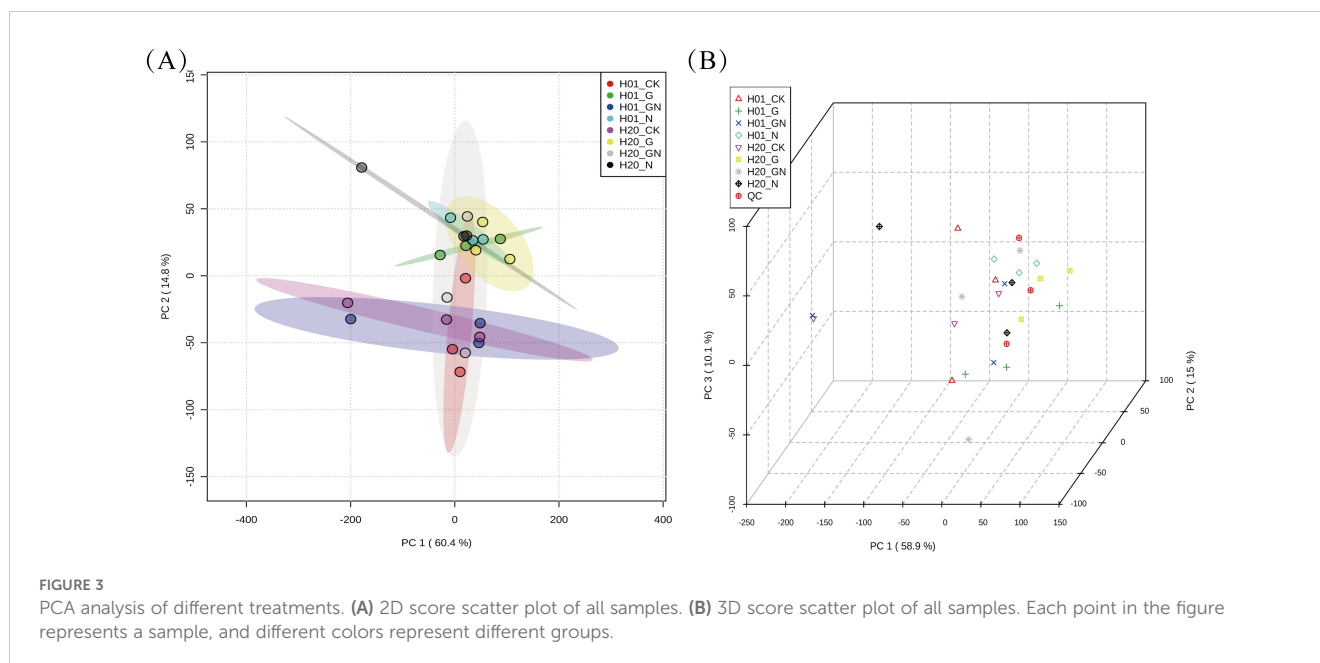 (A)
H01_CK
H01_G
H01_GN
H01_N
H20_CK
H20_G
H20_GN
H20_N
100
50
0
-50
-100
-150
PC 2 ( 14.8 %)
-400
-200
0
200
400
PC 1 ( 60.4 %)
(B)
H01_CK
H01_G
H01_GN
H01_N
H20_CK
H20_G
H20_GN
H20_N
QC
100
50
0
-50
-100
PC 3 ( 10.1 %)
-250
-200
-150
-100
-50
0
50
100
150
PC 1 ( 58.9 %)
100
50
0
-50
-100
PC 2 ( 15 %)
FIGURE 3
PCA analysis of different treatments. (A) 2D score scatter plot of all samples. (B) 3D score scatter plot of all samples. Each point in the figure
represents a sample, and different colors represent different groups.